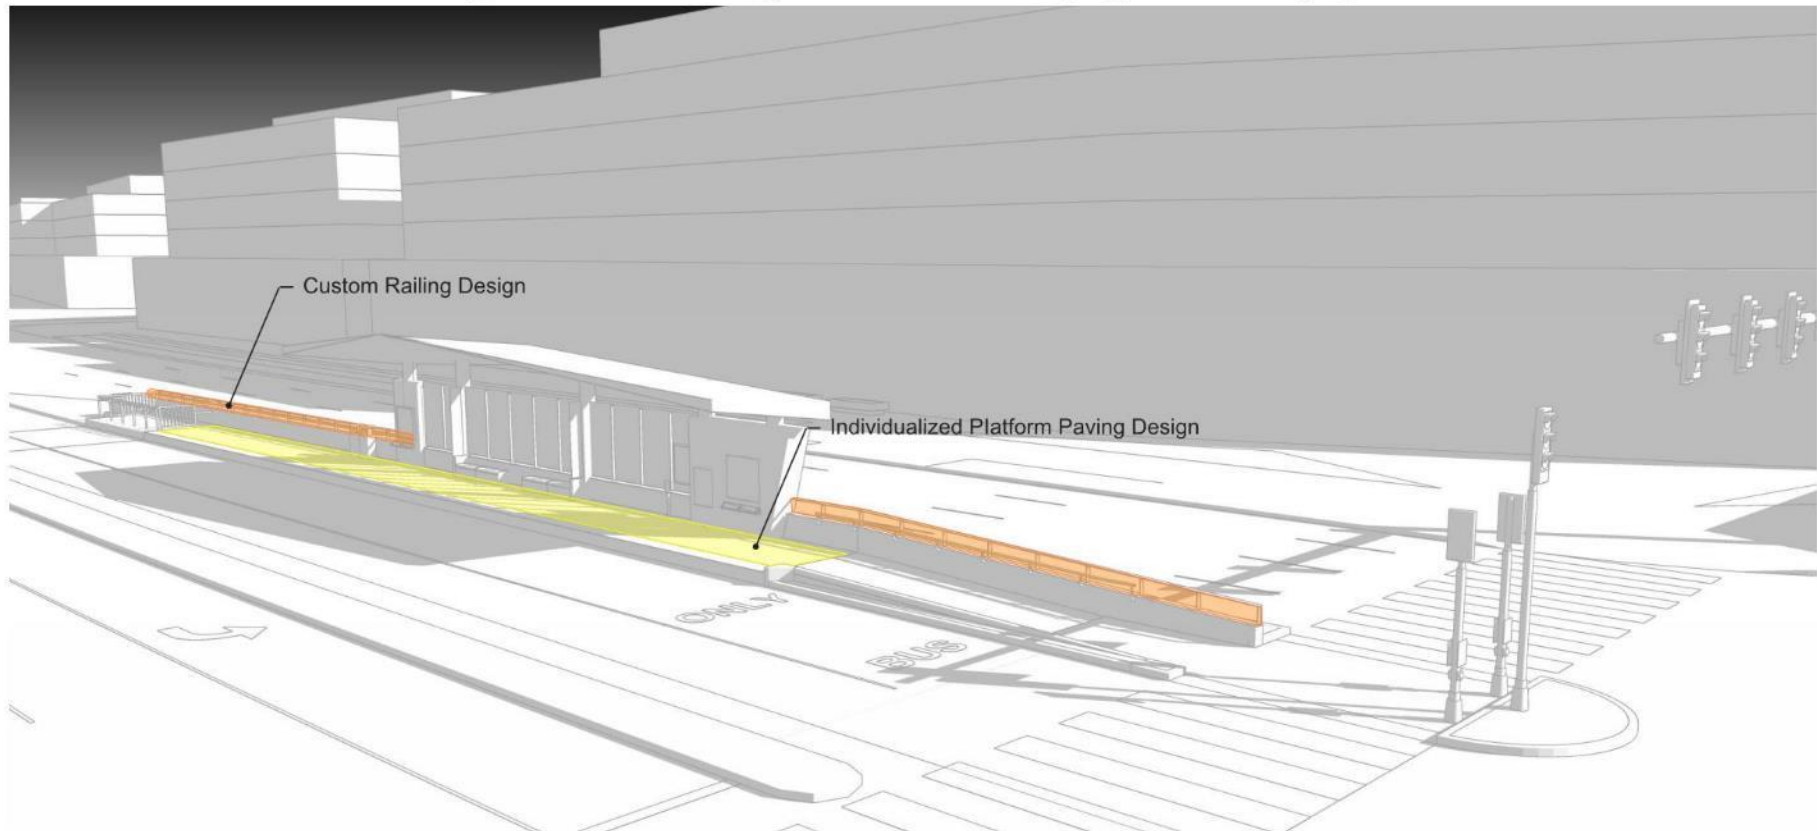 Custom Railing Design
Individualized Platform Paving Design
ONLY
BUS